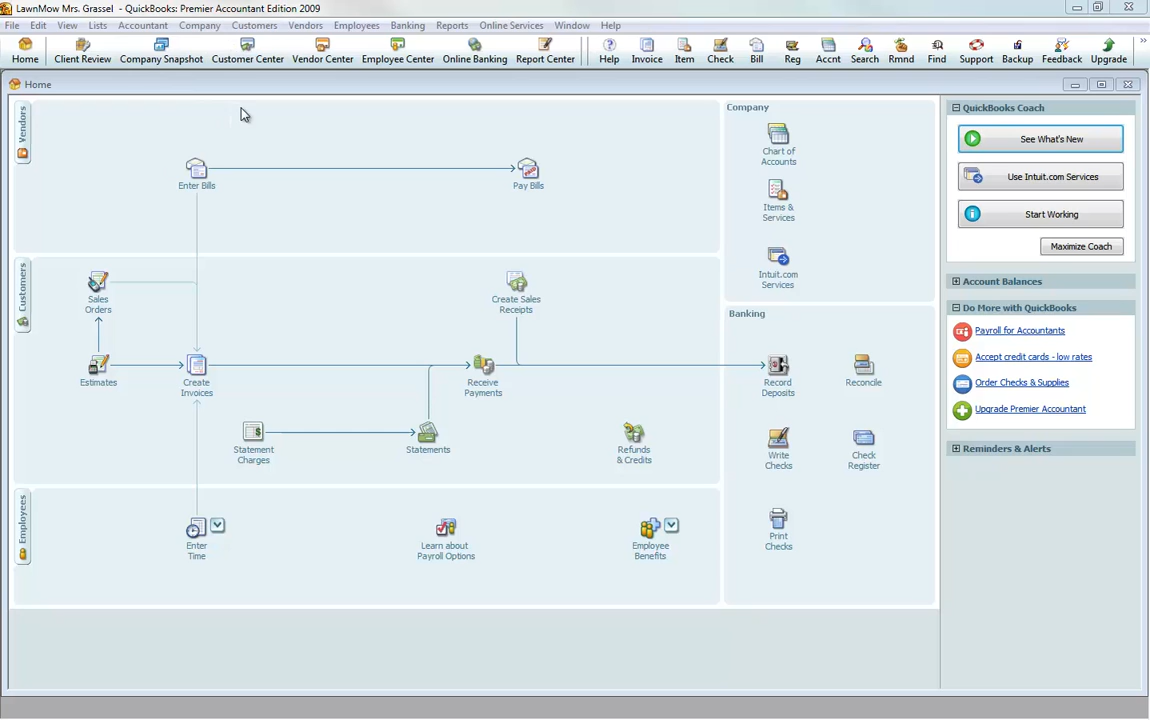 LawnMow Mrs. Grassel - QuickBooks: Premier Accountant Edition 2009
File Edit View Lists Accountant Company Customers Vendors Employees Banking Reports Online Services Window Help
Home Client Review Company Snapshot Customer Center Vendor Center Employee Center Online Banking Report Center Help Invoice Item Check Bill Reg Accnt Search Rmnd Find Support Backup Feedback Upgrade
Home
Vendors
Enter Bills
Pay Bills
Customers
Sales
Orders
Create Sales
Receipts
Estimates
Create
Invoices
Receive
Payments
Statement
Charges
Statements
Refunds
& Credits
Employees
Enter
Time
Learn about
Payroll Options
Employee
Benefits
Company
Chart of
Accounts
Items &
Services
Intuit.com
Services
Banking
Record
Deposits
Reconcile
Write
Checks
Check
Register
Print
Checks
QuickBooks Coach
See What's New
Use Intuit.com Services
Start Working
Maximize Coach
Account Balances
Do More with QuickBooks
Payroll for Accountants
Accept credit cards - low rates
Order Checks & Supplies
Upgrade Premier Accountant
Reminders & Alerts